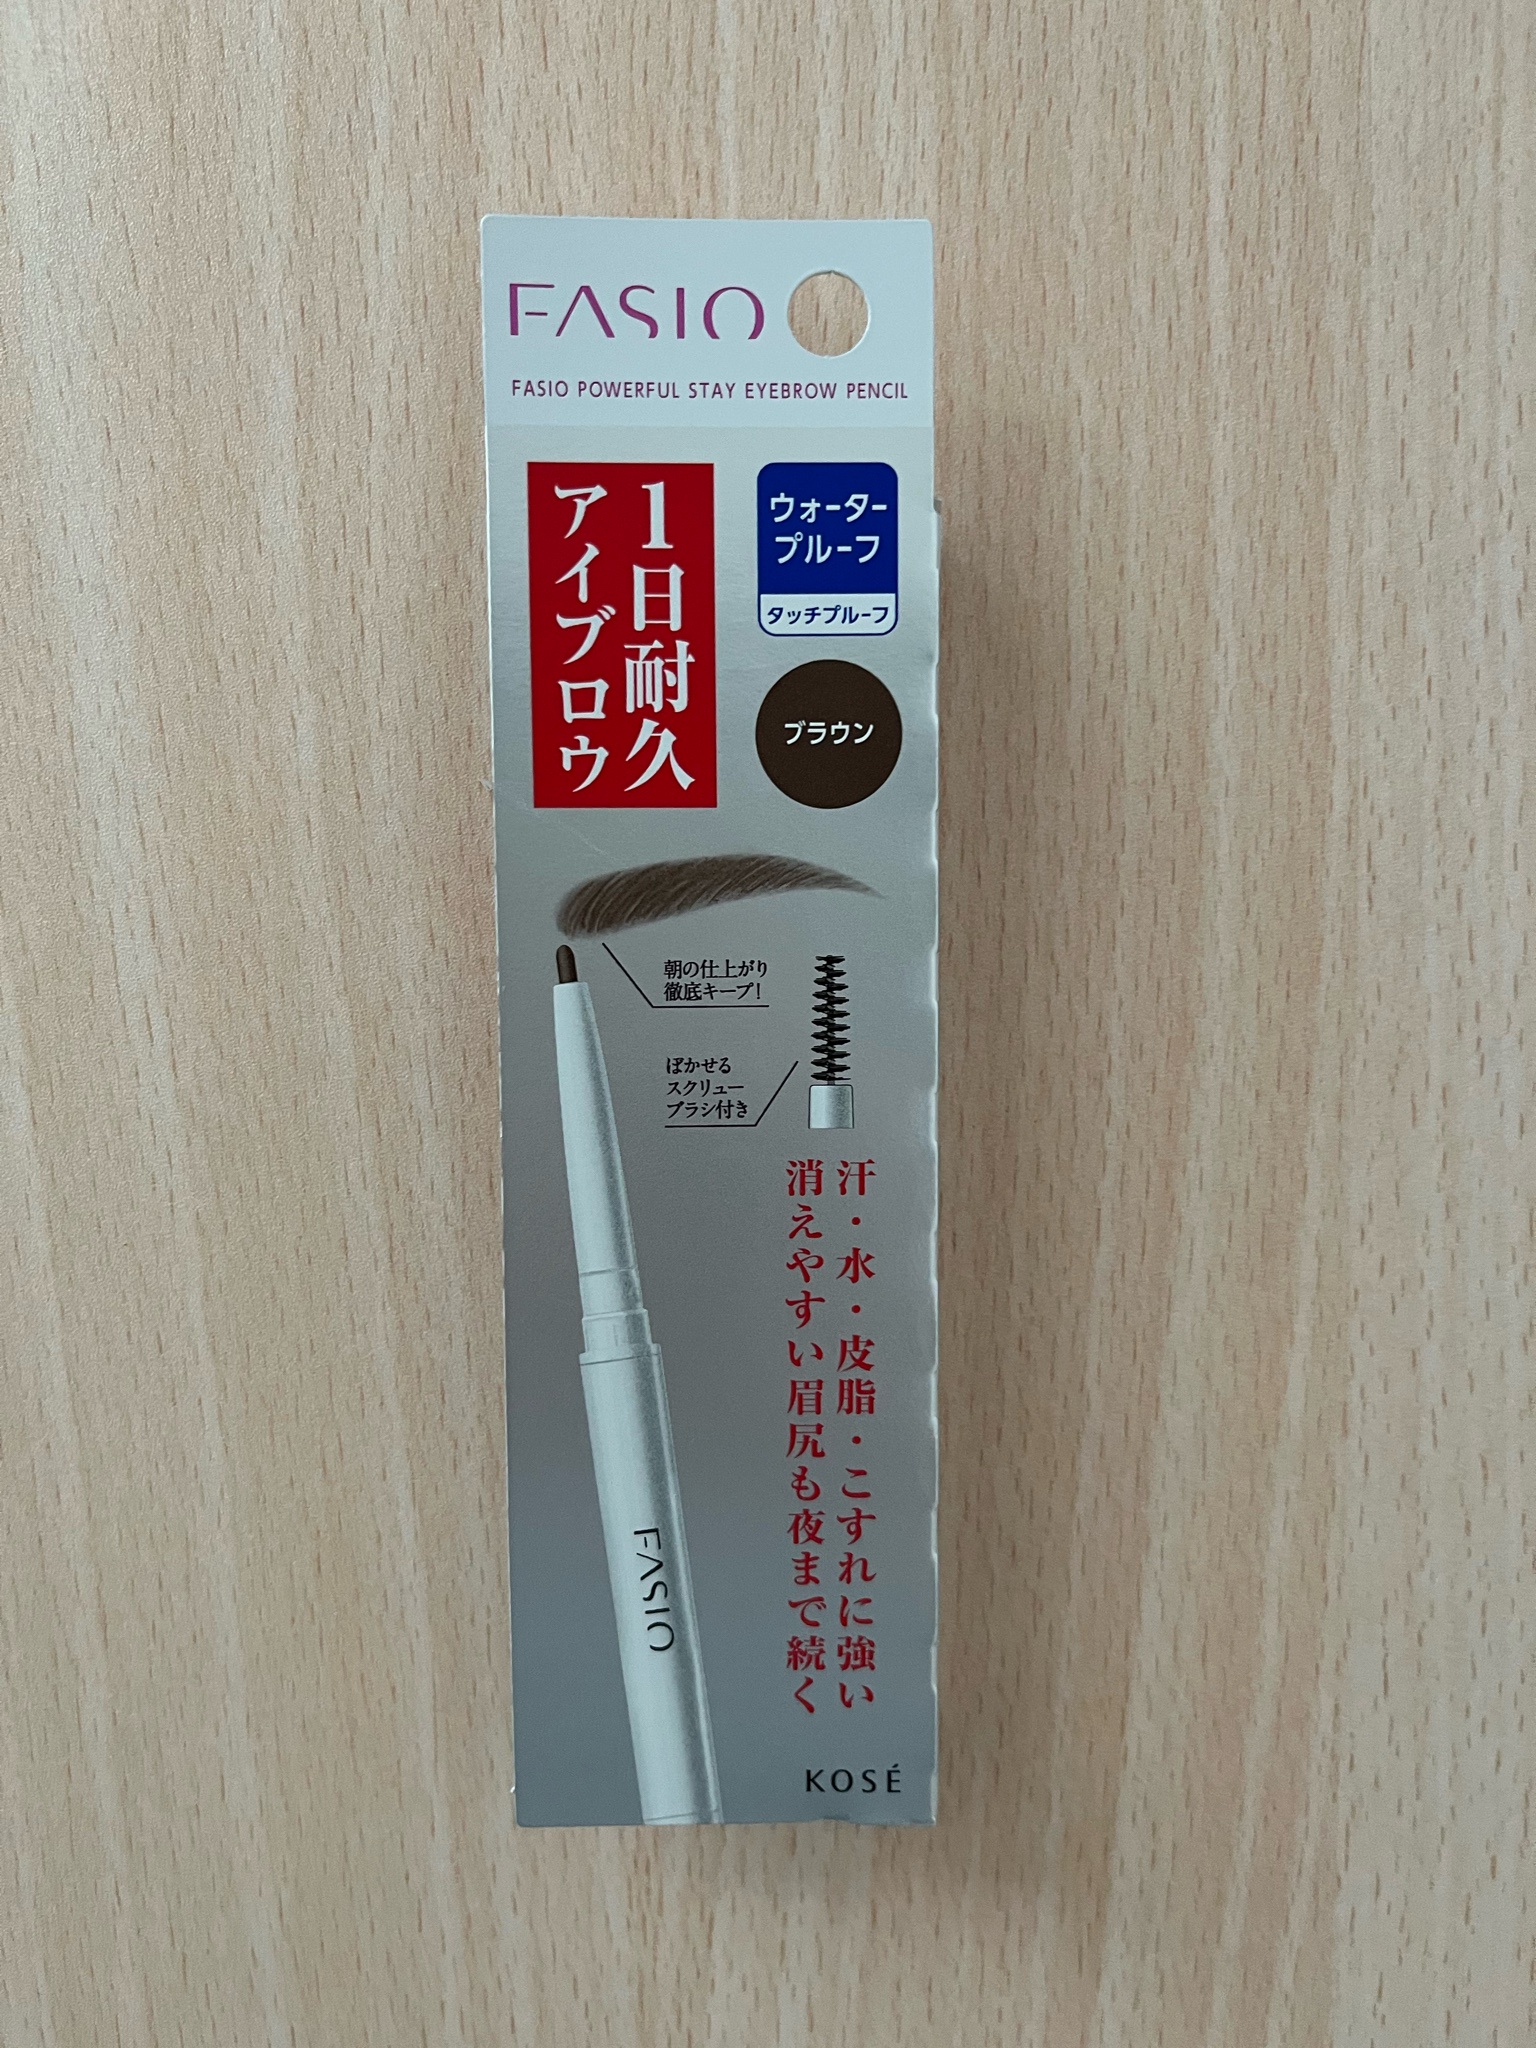 FASIO
FASIO POWERFUL STAY EYEBROW PENCIL
1日耐久
アイブロウ
ウォーター
プルーフ
タッチプルーフ
ブラウン
朝の仕上がり
徹底キープ!
ぼかせる
スクリュー
ブラシ付き
汗・水・皮脂・こすれに強い
消えやすい眉尻も夜まで続く
FASIO
KOSÉ